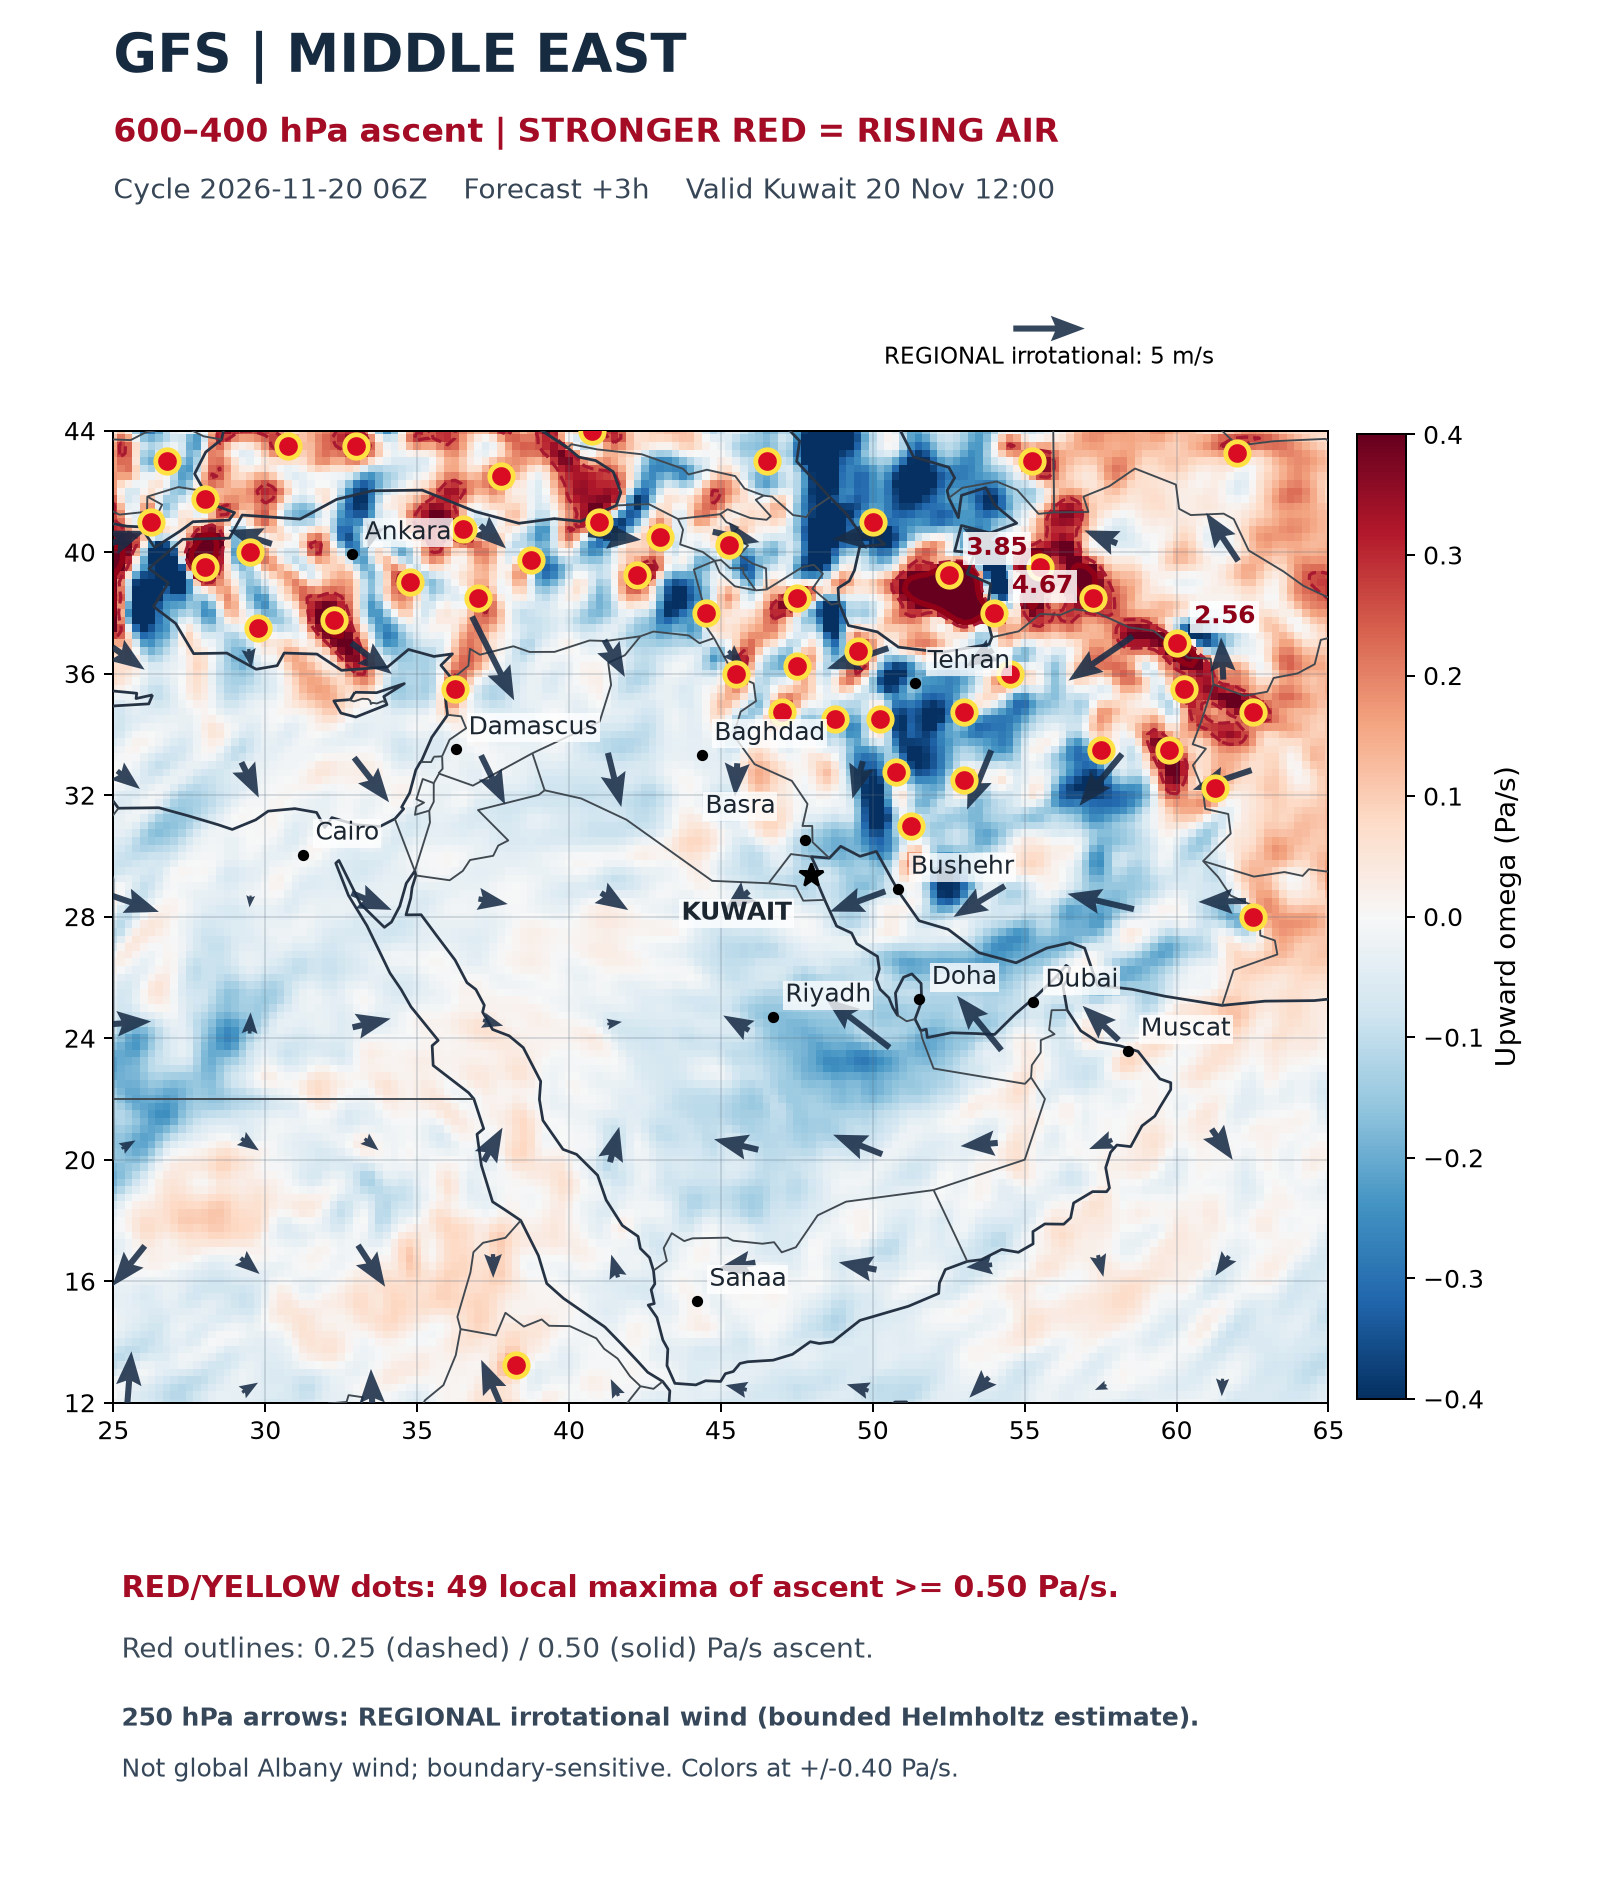 GFS | MIDDLE EAST
600–400 hPa ascent | STRONGER RED = RISING AIR
Cycle 2026-11-20 06Z    Forecast +3h    Valid Kuwait 20 Nov 12:00
REGIONAL irrotational: 5 m/s
44
40
36
32
28
24
20
16
12
25
30
35
40
45
50
55
60
65
Ankara
3.85
4.67
2.56
Tehran
Damascus
Baghdad
Basra
Cairo
Bushehr
KUWAIT
Doha
Dubai
Riyadh
Muscat
Sanaa
0.4
0.3
0.2
0.1
0.0
−0.1
−0.2
−0.3
−0.4
Upward omega (Pa/s)
RED/YELLOW dots: 49 local maxima of ascent >= 0.50 Pa/s.
Red outlines: 0.25 (dashed) / 0.50 (solid) Pa/s ascent.
250 hPa arrows: REGIONAL irrotational wind (bounded Helmholtz estimate).
Not global Albany wind; boundary-sensitive. Colors at +/-0.40 Pa/s.